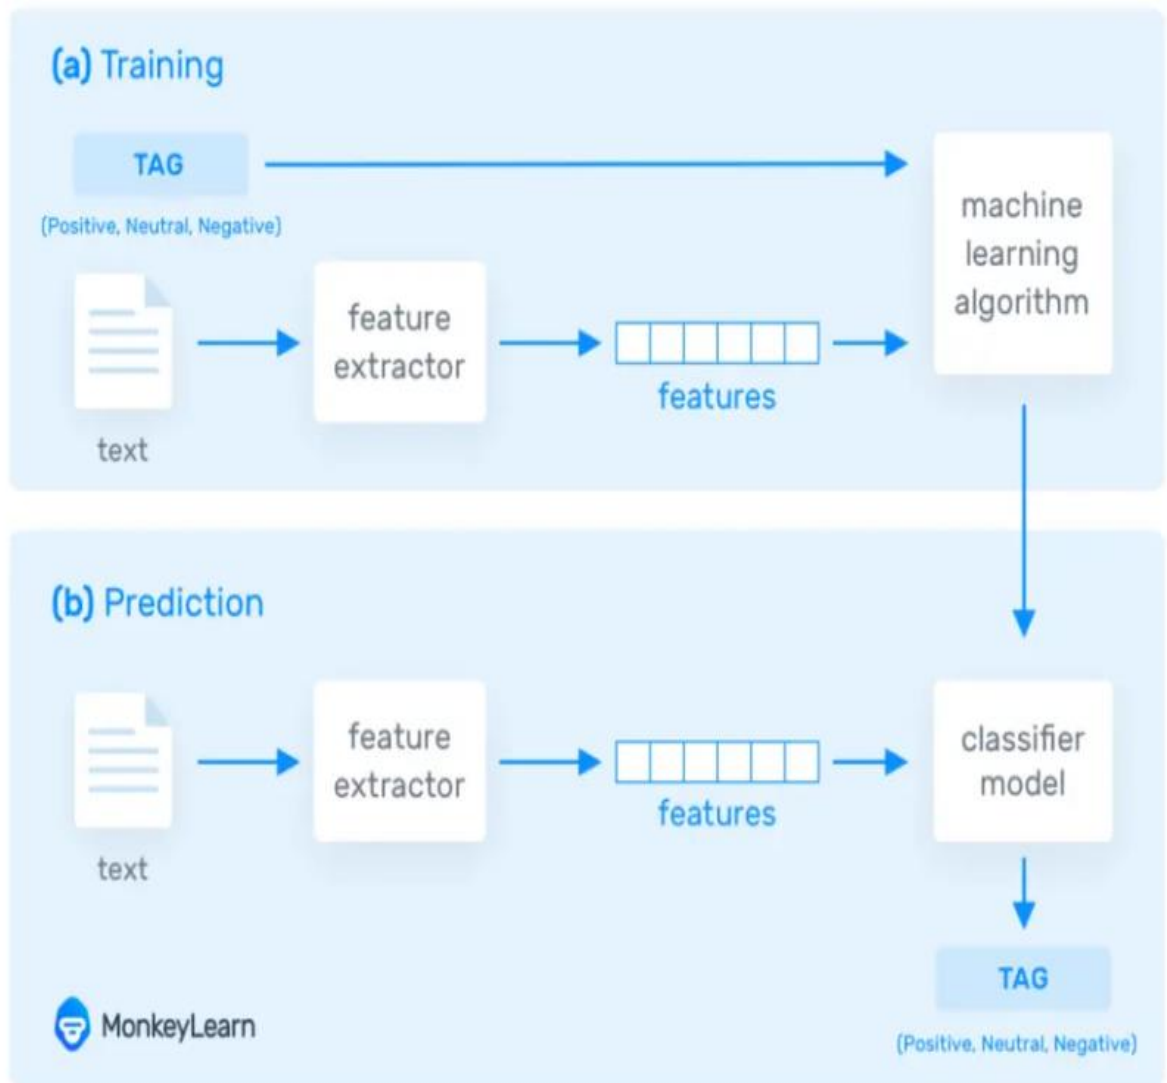 (a) Training
TAG
(Positive, Neutral, Negative)
machine
learning
algorithm
feature
extractor
features
text
(b) Prediction
feature
extractor
features
classifier
model
text
TAG
(Positive, Neutral, Negative)
MonkeyLearn